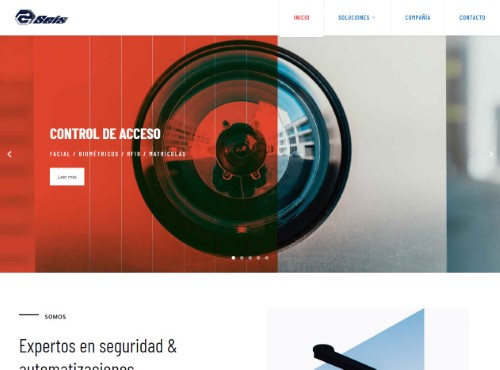 Seis
INICIO
SOLUCIONES
COMPAÑÍA
CONTACTO
CONTROL DE ACCESO
FACIAL / BIOMÉTRICOS / RFID / MATRÍCULAS
Leer más
SOMOS
Expertos en seguridad &
automatizaciones